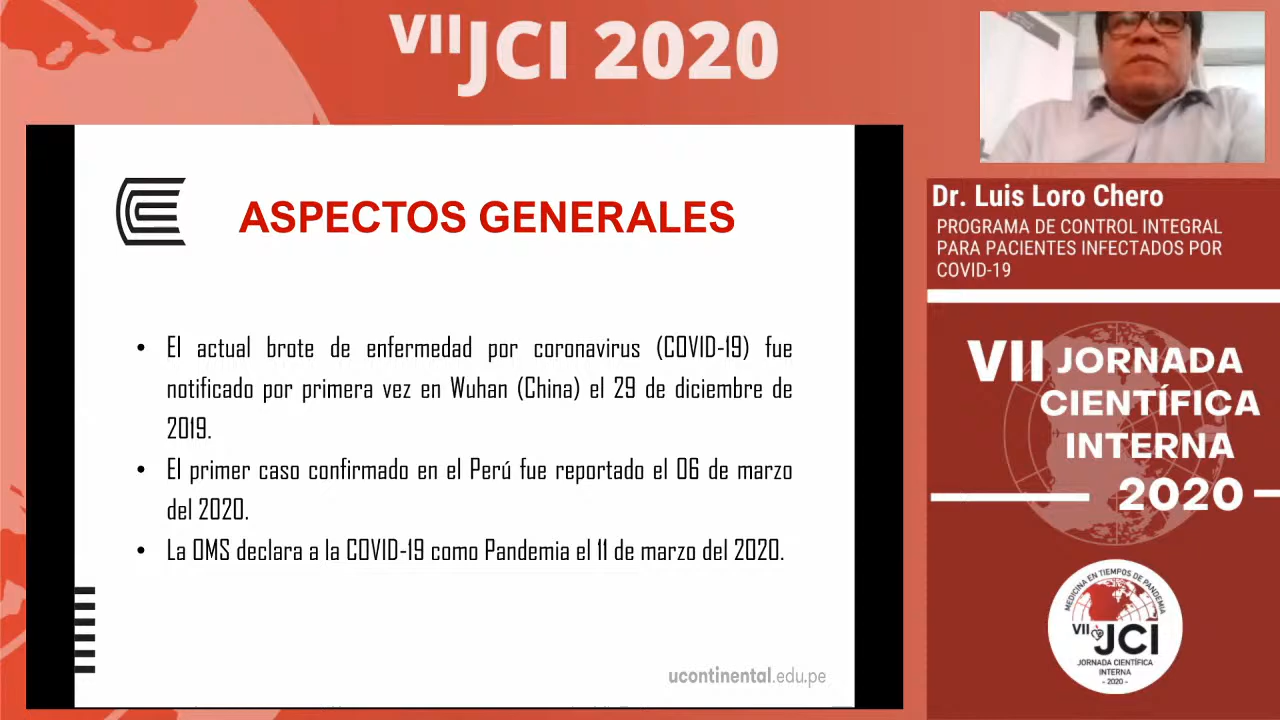 VII JCI 2020
ASPECTOS GENERALES
• El actual brote de enfermedad por coronavirus (COVID-19) fue
notificado por primera vez en Wuhan (China) el 29 de diciembre de
2019.
• El primer caso confirmado en el Perú fue reportado el 06 de marzo
del 2020.
• La OMS declara a la COVID-19 como Pandemia el 11 de marzo del 2020.
ucontinental.edu.pe
Dr. Luis Loro Chero
PROGRAMA DE CONTROL INTEGRAL
PARA PACIENTES INFECTADOS POR
COVID-19
VII JORNADA
CIENTÍFICA
INTERNA
2020
MEDICINA EN TIEMPOS DE PANDEMIA
VII JCI
JORNADA CIENTÍFICA
INTERNA
- 2020 -